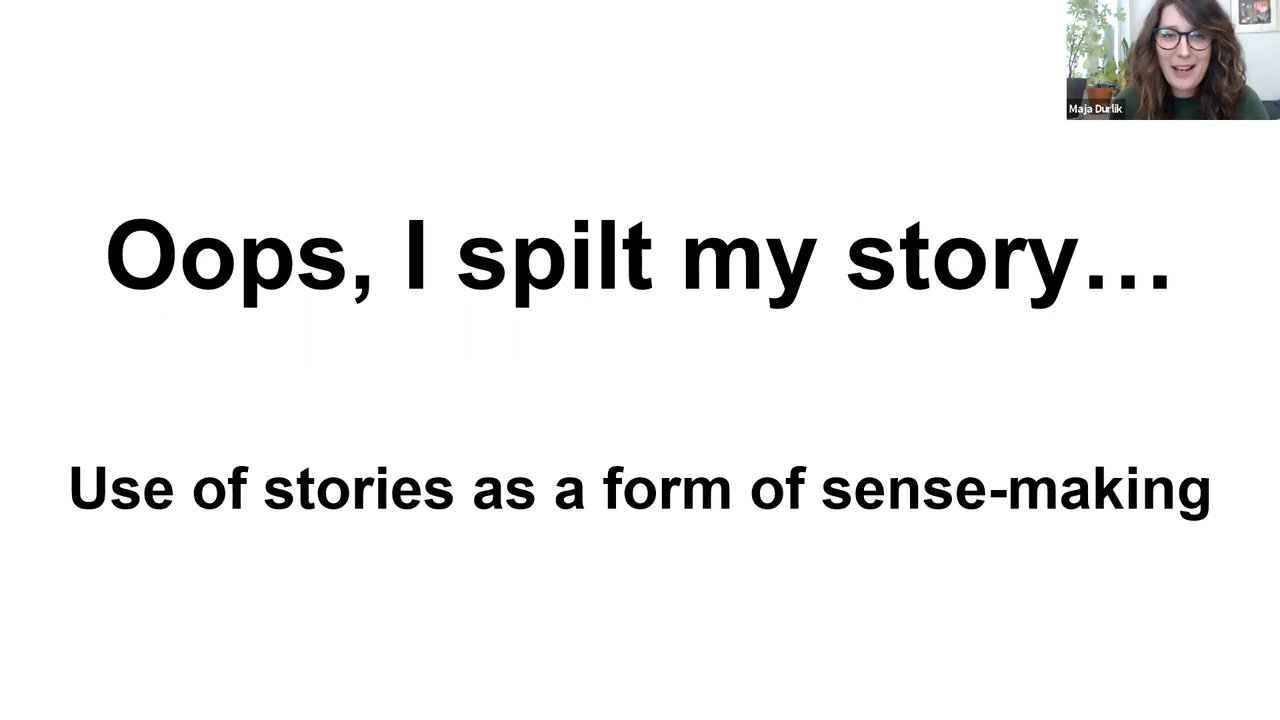 Maja Durlik
Oops, I spilt my story…
Use of stories as a form of sense-making